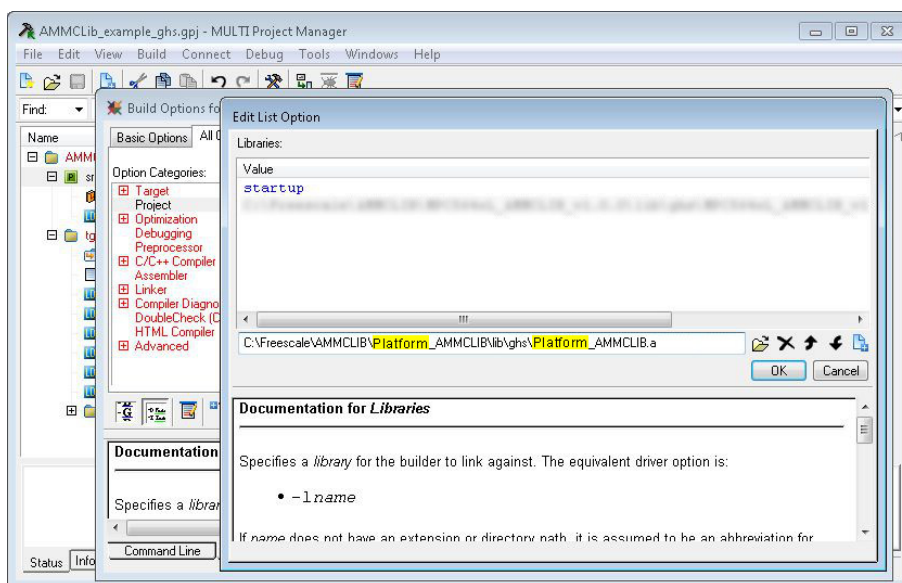 AMMCLib_example_ghs.gpj - MULTI Project Manager
File Edit View Build Connect Debug Tools Windows Help
Find:
Build Options fo
Edit List Option
Name
Basic Options All
Libraries:
AMM
Option Categories:
Value
sr
Target
startup
Project
Optimization
Debugging
tg
Preprocessor
C/C++ Compiler
Assembler
Linker
Compiler Diagno
DoubleCheck (C
HTML Compiler
Advanced
C:\Freescale\AMMCLIB\Platform_AMMCLIB\lib\ghs\Platform_AMMCLIB.a
OK Cancel
Documentation for Libraries
Documentation
Specifies a library for the builder to link against. The equivalent driver option is:
• -lname
Specifies a librar
If name does not have an extension or directory path, it is assumed to be an abbreviation for
Command Line
Status Info